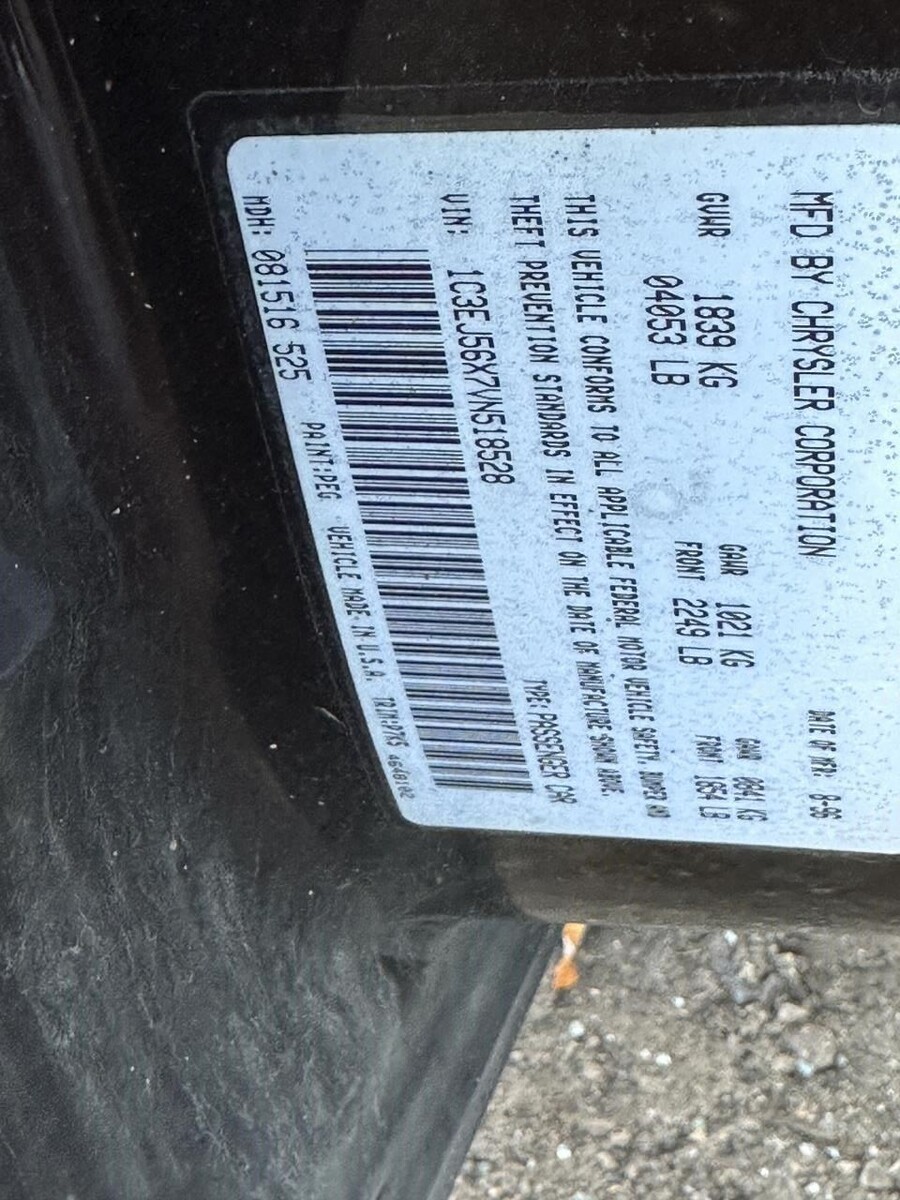 MFD BY CHRYSLER CORPORATION DATE OF MFR: 8-96
GVWR 1839 KG GAWR 1021 KG GAWR 0841 KG
04053 LB FRONT 2249 LB 1854 LB
THIS VEHICLE CONFORMS TO ALL APPLICABLE FEDERAL MOTOR VEHICLE SAFETY, BUMPER AND
THEFT PREVENTION STANDARDS IN EFFECT ON THE DATE OF MANUFACTURE SHOWN ABOVE.
VIN: 1C3EJ56X7VN518528 TYPE: PASSENGER CAR
MDH: 081516 525 PAINT:PEG VEHICLE MADE IN U.S.A. TRIM:J7K5